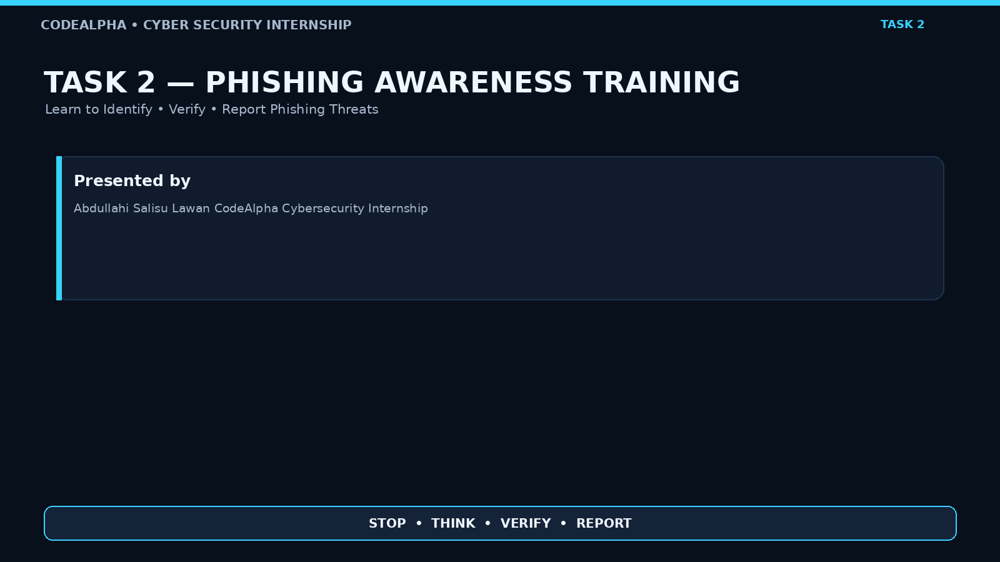 CODEALPHA • CYBER SECURITY INTERNSHIP
TASK 2
TASK 2 — PHISHING AWARENESS TRAINING
Learn to Identify • Verify • Report Phishing Threats
Presented by
Abdullahi Salisu Lawan CodeAlpha Cybersecurity Internship
STOP • THINK • VERIFY • REPORT